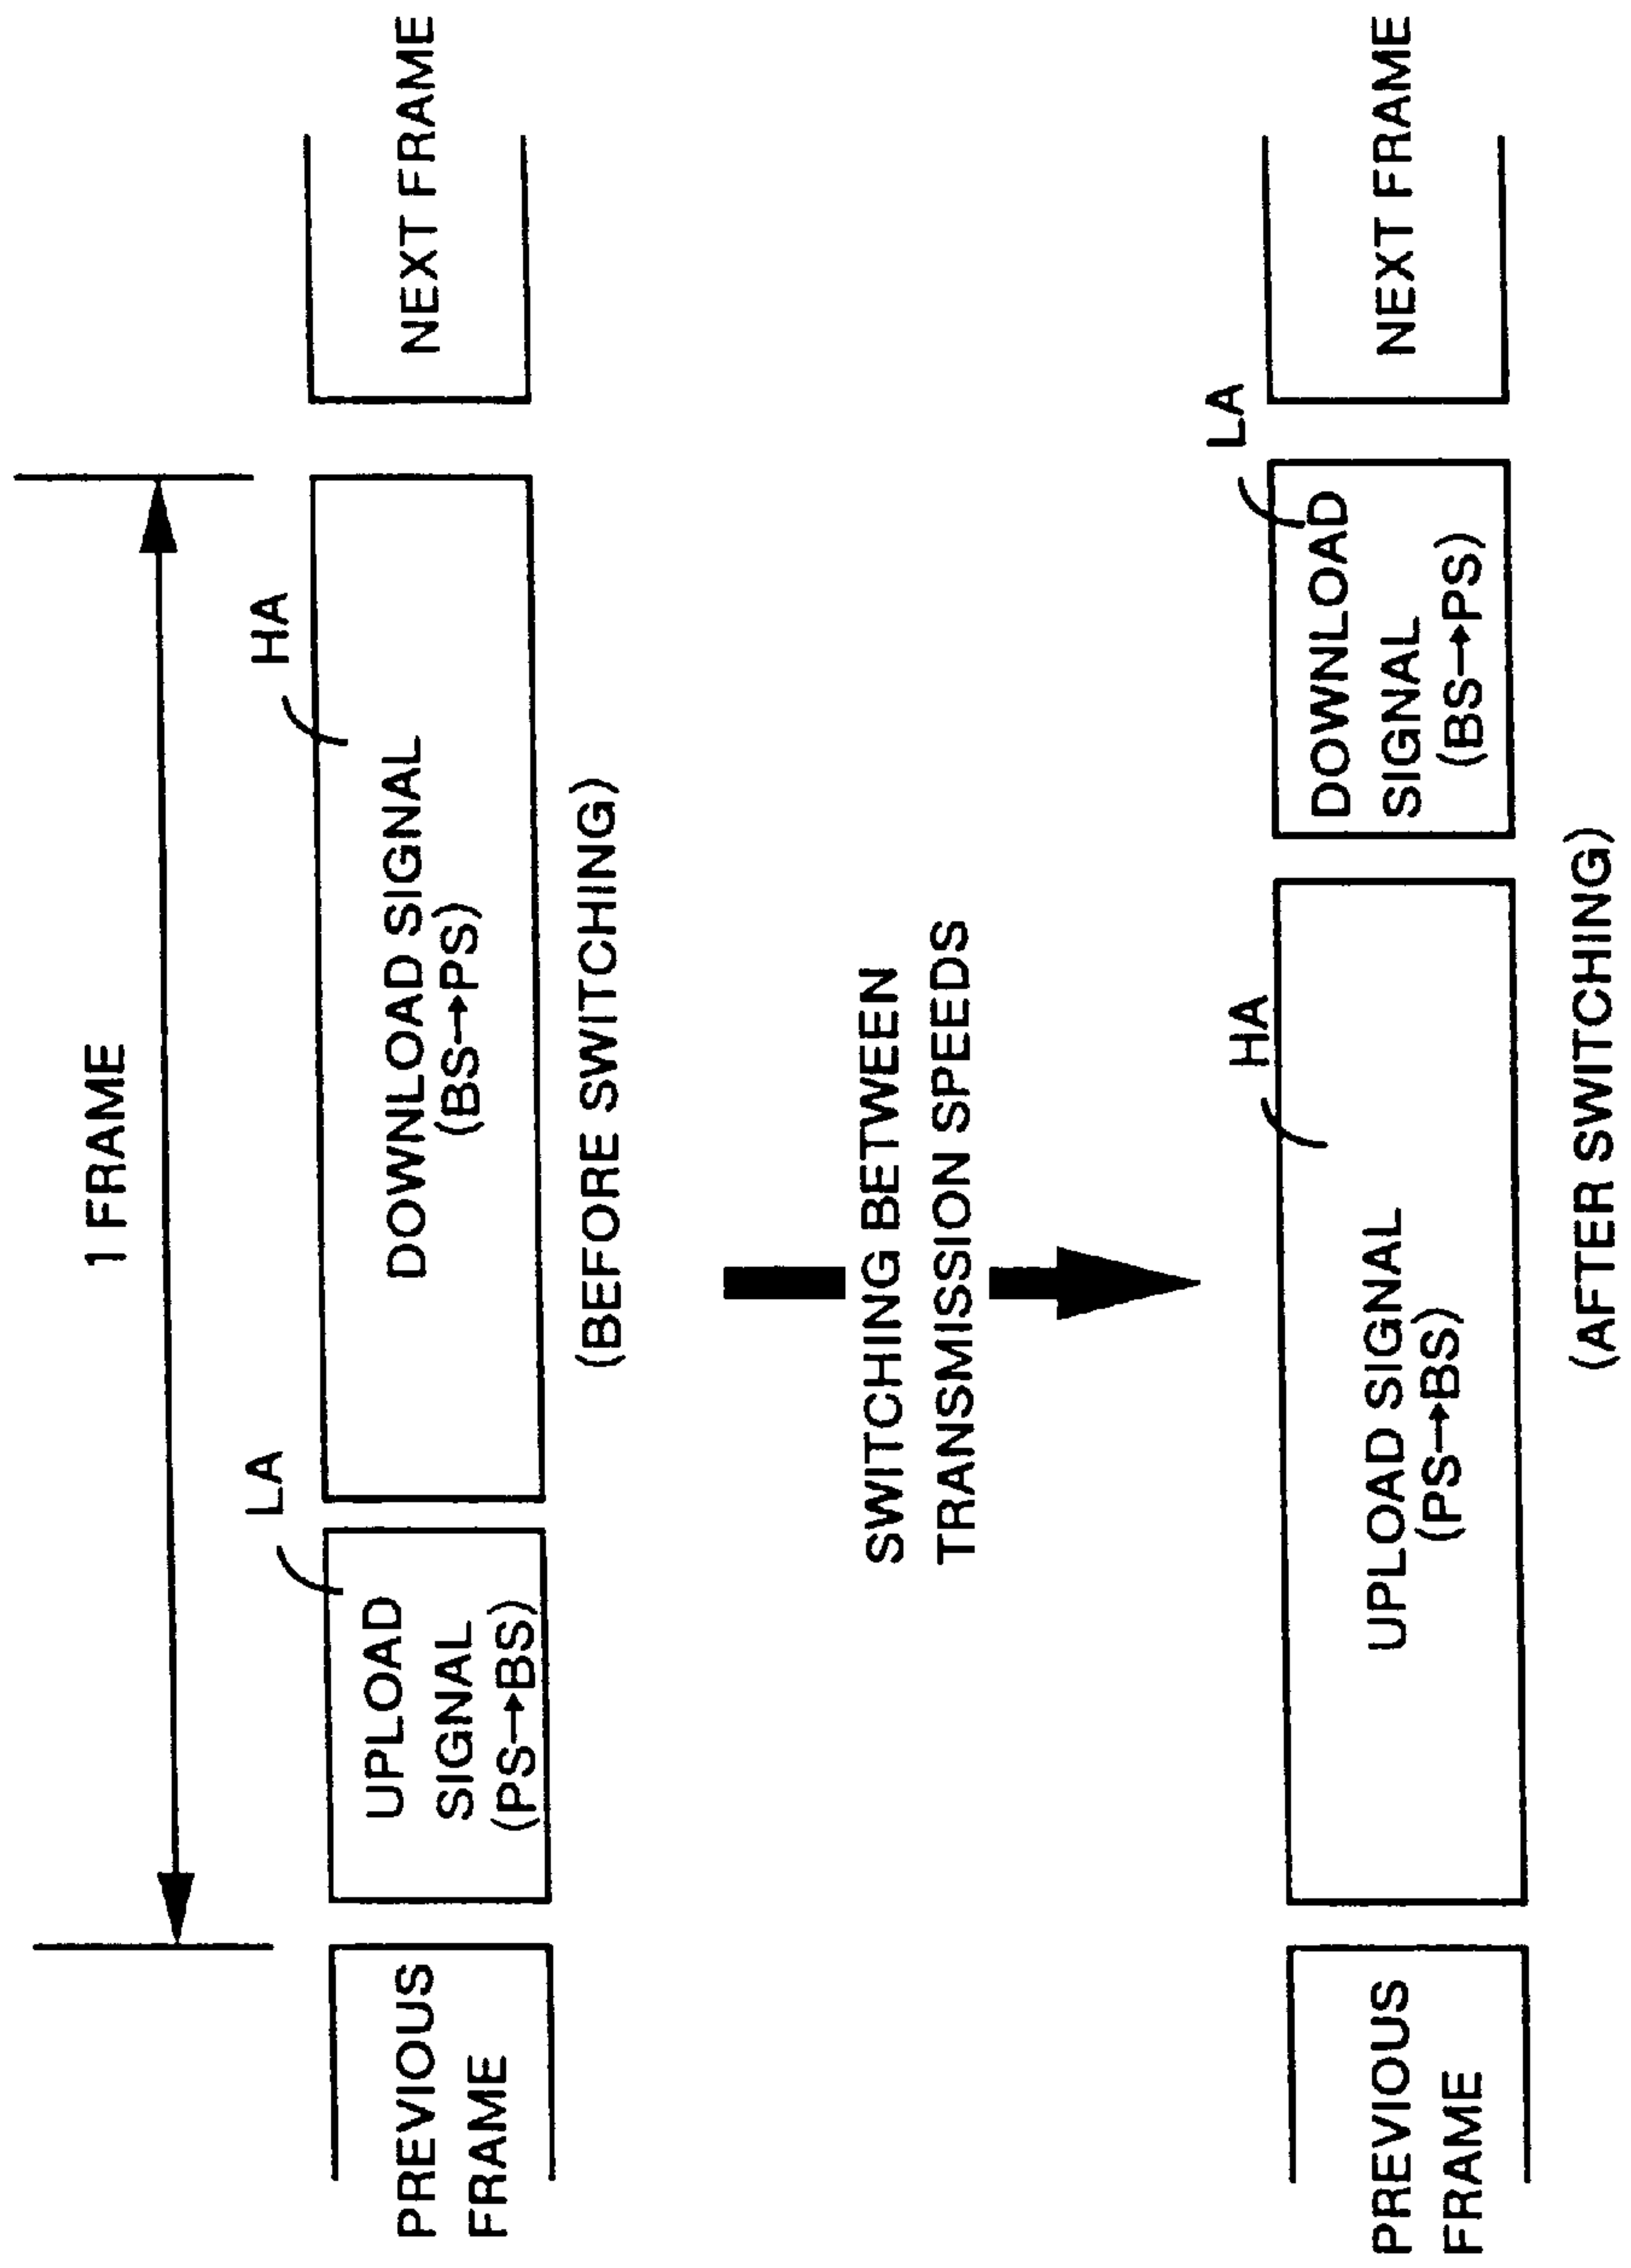 1 FRAME
LA
HA
PREVIOUS
FRAME
UPLOAD
SIGNAL
(PS→BS)
DOWNLOAD SIGNAL
(BS→PS)
NEXT FRAME
(BEFORE SWITCHING)
SWITCHING BETWEEN
TRANSMISSION SPEEDS
HA
LA
PREVIOUS
FRAME
UPLOAD SIGNAL
(PS→BS)
DOWNLOAD
SIGNAL
(BS→PS)
NEXT FRAME
(AFTER SWITCHING)